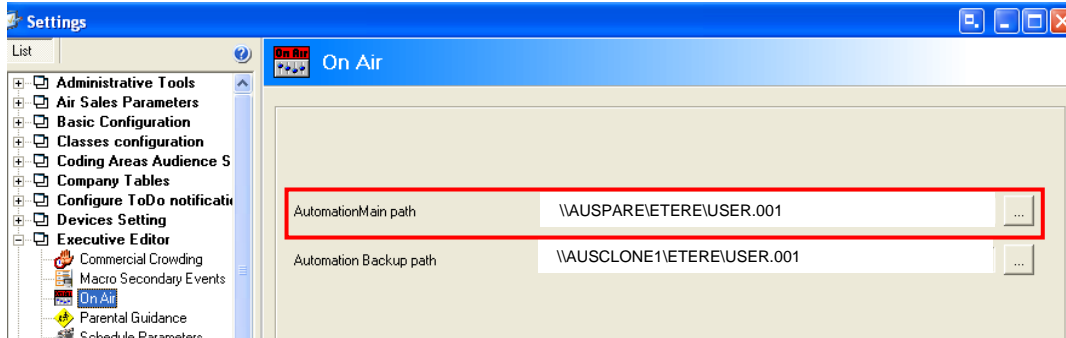 Settings
List
On Air
On Air
Administrative Tools
Air Sales Parameters
Basic Configuration
Classes configuration
Coding Areas Audience S
Company Tables
Configure ToDo notificati
Devices Setting
Executive Editor
Commercial Crowding
Macro Secondary Events
On Air
Parental Guidance
Schedule Parameters
AutomationMain path
\\AUSPARE\ETERE\USER.001
...
Automation Backup path
\\AUSCLONE1\ETERE\USER.001
...